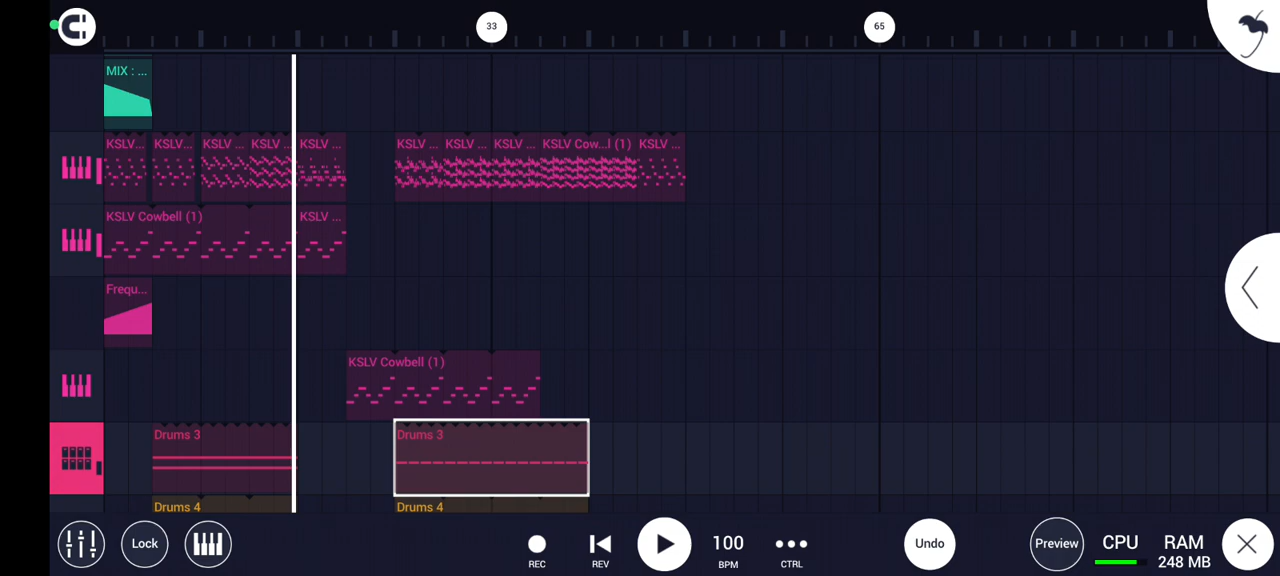 33
65
MIX : ...
KSLV...
KSLV...
KSLV ...
KSLV ...
KSLV ...
KSLV ...
KSLV ...
KSLV ...
KSLV Cow...l (1)
KSLV ...
KSLV Cowbell (1)
KSLV ...
Frequ...
KSLV Cowbell (1)
Drums 3
Drums 3
Drums 4
Drums 4
Lock
REC
REV
100
BPM
CTRL
Undo
Preview
CPU
RAM
248 MB